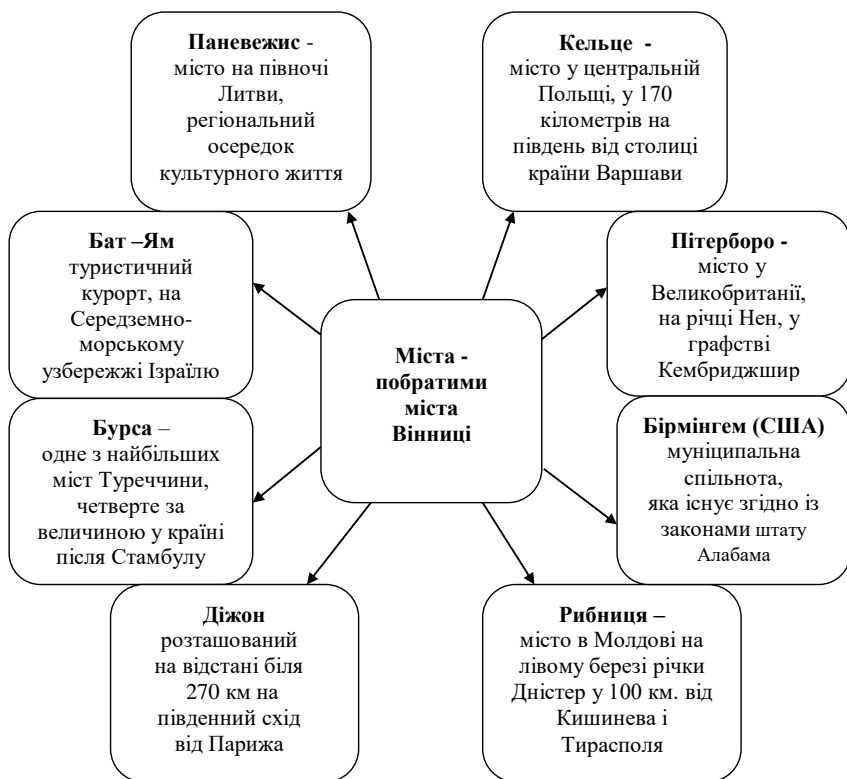 Паневежис -
місто на півночі
Литви,
регіональний
осередок
культурного життя
Кельце -
місто у центральній
Польщі, у 170
кілометрів на
південь від столиці
країни Варшави
Бат –Ям
туристичний
курорт, на
Середземно-
морському
узбережжі Ізраїлю
Пітерборо -
місто у
Великобританії,
на річці Нен, у
графстві
Кембриджшир
Міста -
побратими
міста
Вінниці
Бурса –
одне з найбільших
міст Туреччини,
четверте за
величиною у країні
після Стамбулу
Бірмінгем (США)
муніципальна
спільнота,
яка існує згідно із
законами штату
Алабама
Діжон
розташований
на відстані біля
270 км на
південний схід
від Парижа
Рибниця –
місто в Молдові на
лівому березі річки
Дністер у 100 км. від
Кишинева і
Тирасполя